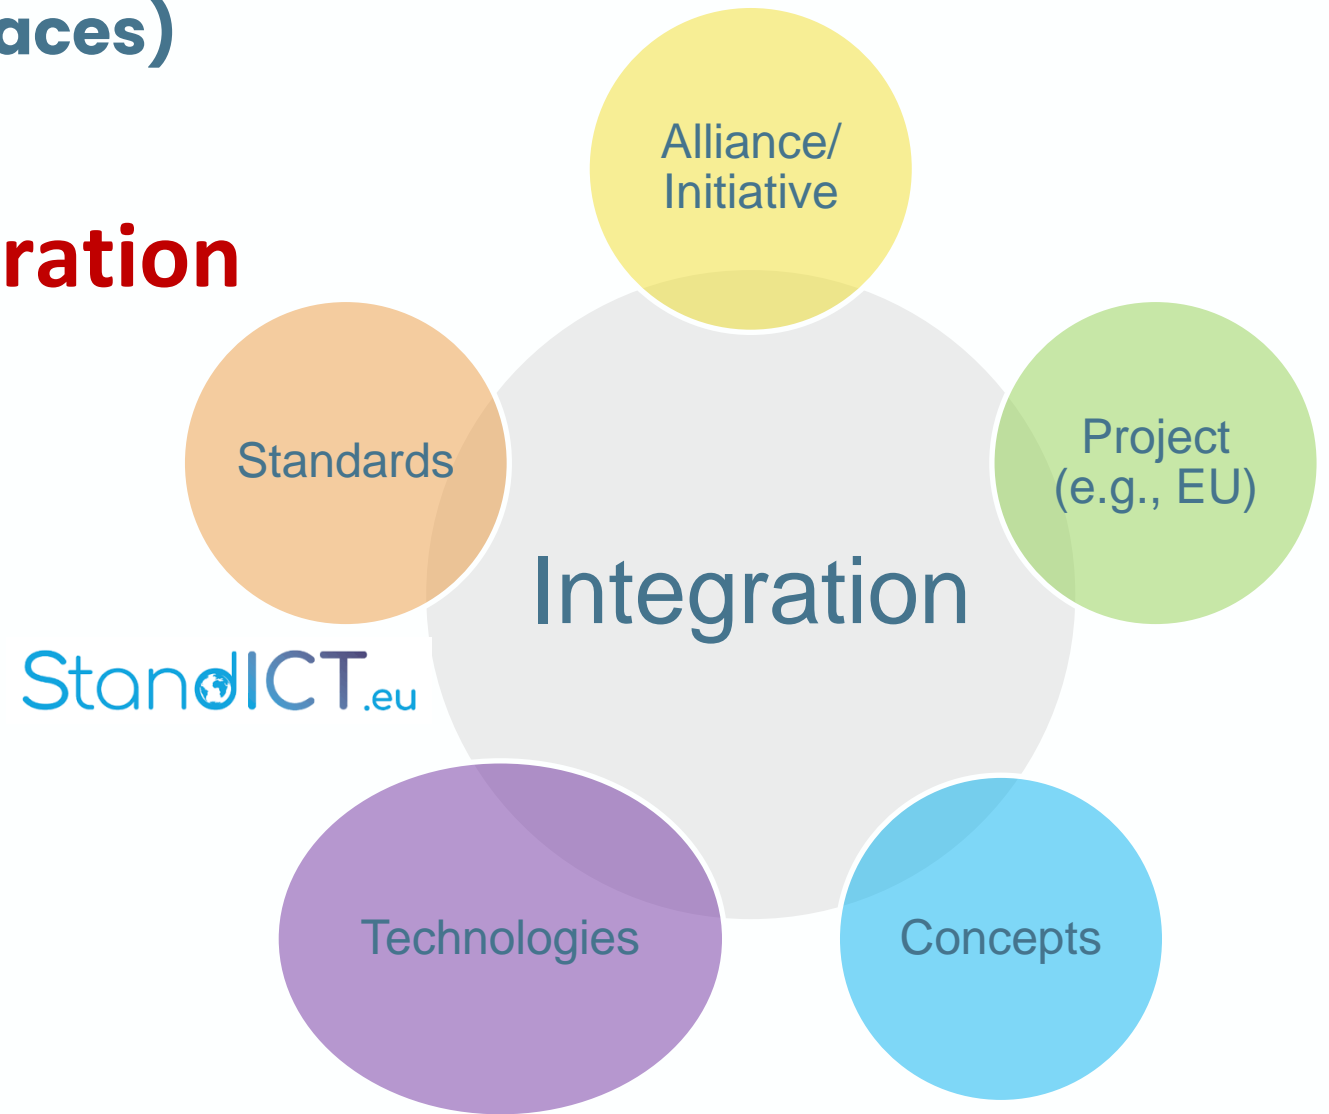 aces)
Alliance/
Initiative
ration
Standards
Project
(e.g., EU)
Integration
StandICT.eu
Technologies
Concepts